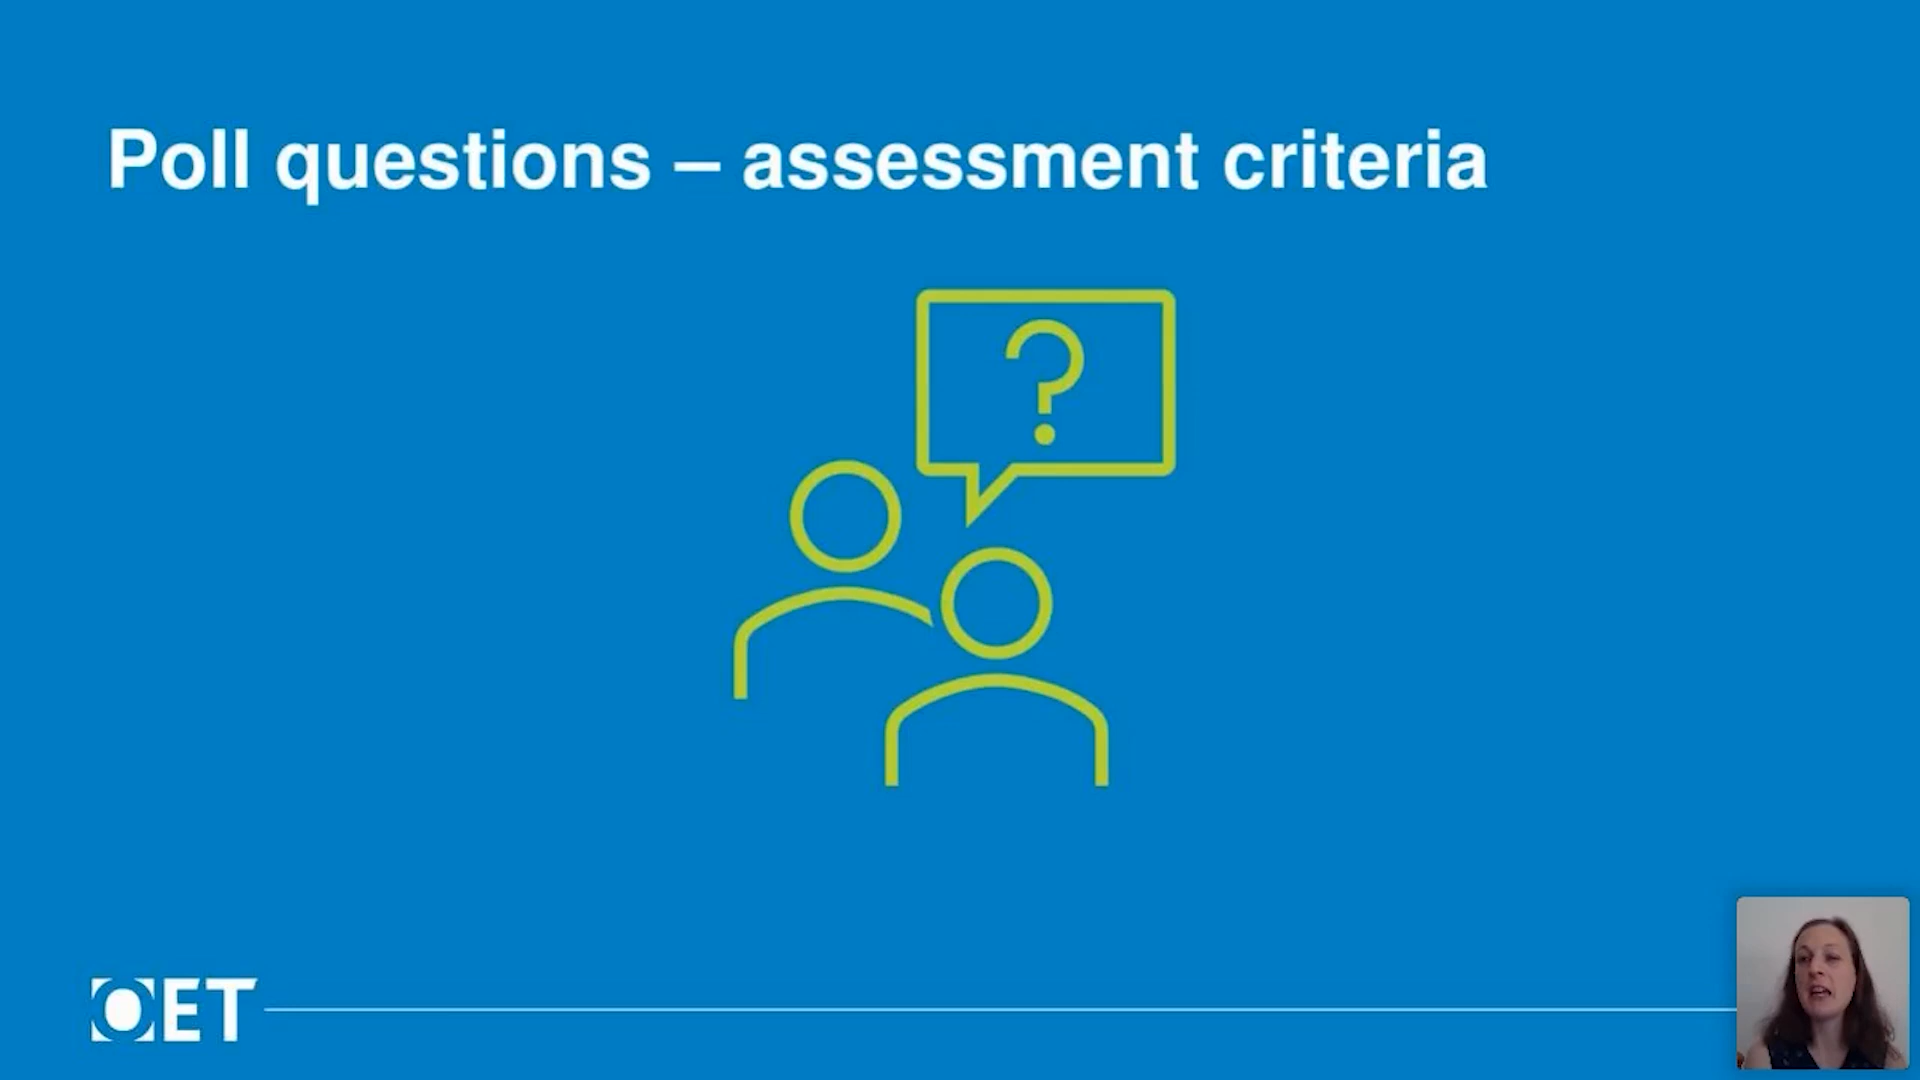 Poll questions – assessment criteria
?
OET